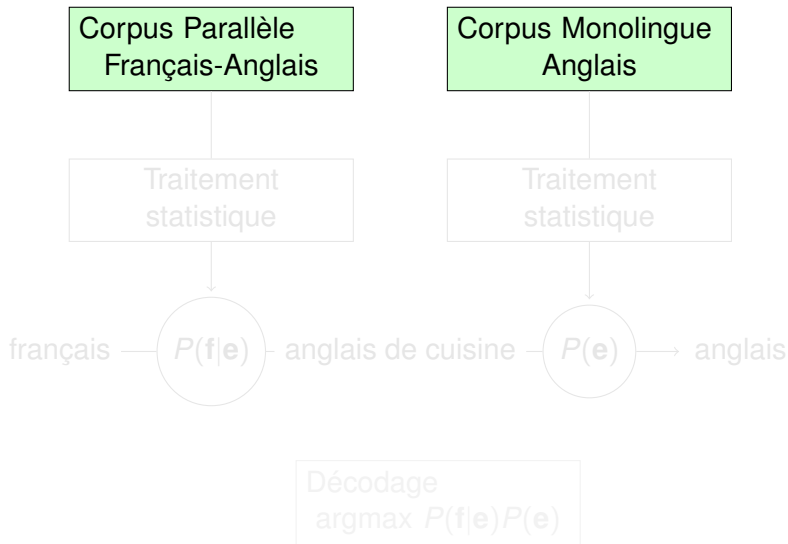 Corpus Parallèle
Français-Anglais
Corpus Monolingue
Anglais
Traitement
statistique
Traitement
statistique
français P(f|e) anglais de cuisine P(e) anglais
Décodage
argmax P(f|e)P(e)